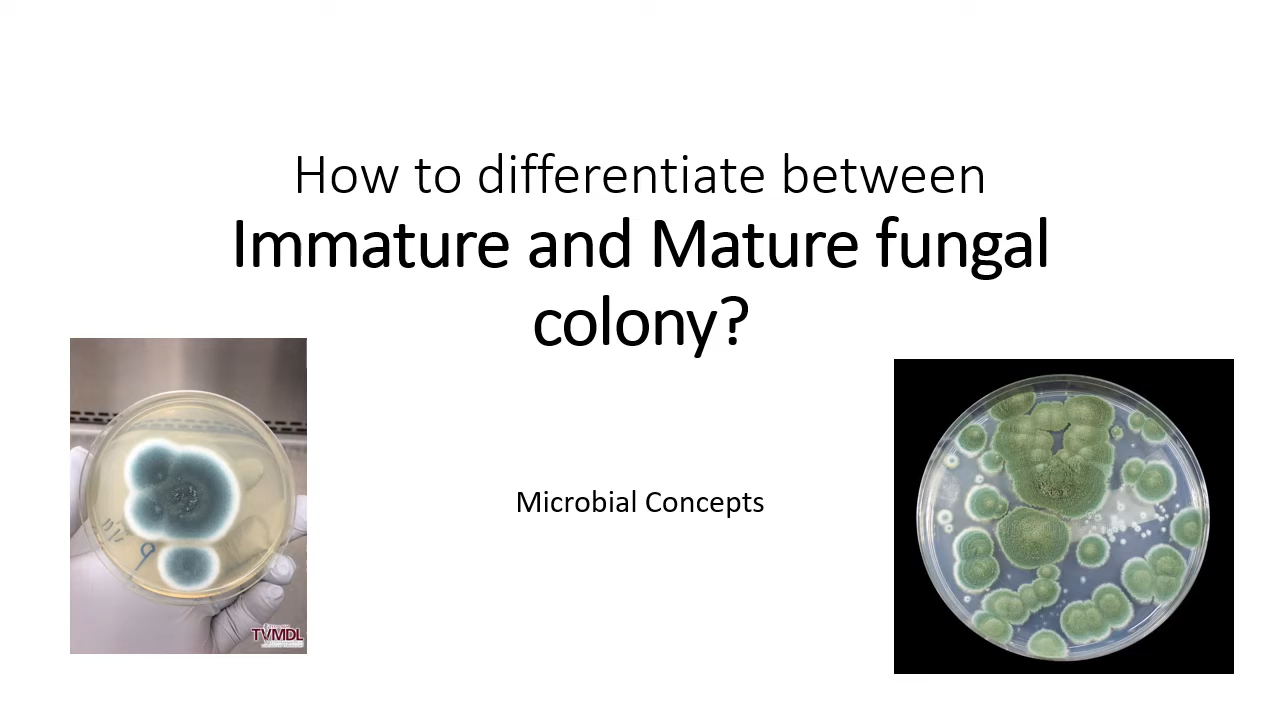 How to differentiate between
Immature and Mature fungal
colony?
Microbial Concepts
TVMDL